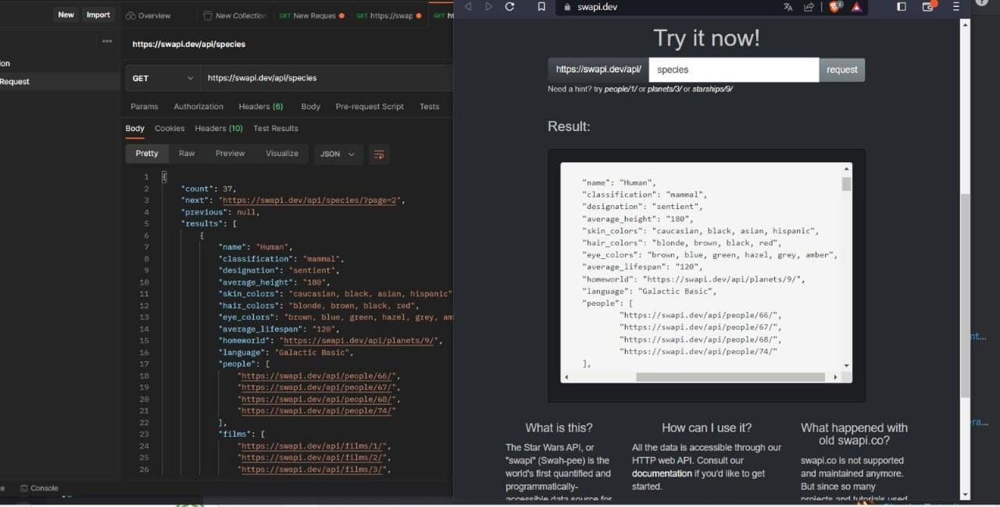 New Import Overview New Collection GET New Reques GET https://swap GET
https://swapi.dev/api/species
Request
GET https://swapi.dev/api/species
Params Authorization Headers (6) Body Pre-request Script Tests
Body Cookies Headers (10) Test Results
Pretty Raw Preview Visualize JSON
1 {
2 "count": 37,
3 "next": "https://swapi.dev/api/species/?page=2",
4 "previous": null,
5 "results": [
6 {
7 "name": "Human",
8 "classification": "mammal",
9 "designation": "sentient",
10 "average_height": "180",
11 "skin_colors": "caucasian, black, asian, hispanic"
12 "hair_colors": "blonde, brown, black, red",
13 "eye_colors": "brown, blue, green, hazel, grey, am
14 "average_lifespan": "120",
15 "homeworld": "https://swapi.dev/api/planets/9/",
16 "language": "Galactic Basic",
17 "people": [
18 "https://swapi.dev/api/people/66/",
19 "https://swapi.dev/api/people/67/",
20 "https://swapi.dev/api/people/68/",
21 "https://swapi.dev/api/people/74/"
22 ],
23 "films": [
24 "https://swapi.dev/api/films/1/",
25 "https://swapi.dev/api/films/2/",
26 "https://swapi.dev/api/films/3/",
Console
swapi.dev
Try it now!
https://swapi.dev/api/ species request
Need a hint? try people/1/ or planets/3/ or starships/9/
Result:
"name": "Human",
"classification": "mammal",
"designation": "sentient",
"average_height": "180",
"skin_colors": "caucasian, black, asian, hispanic",
"hair_colors": "blonde, brown, black, red",
"eye_colors": "brown, blue, green, hazel, grey, amber",
"average_lifespan": "120",
"homeworld": "https://swapi.dev/api/planets/9/",
"language": "Galactic Basic",
"people": [
"https://swapi.dev/api/people/66/",
"https://swapi.dev/api/people/67/",
"https://swapi.dev/api/people/68/",
"https://swapi.dev/api/people/74/"
],
What is this?
The Star Wars API, or
"swapi" (Swah-pee) is the
world's first quantified and
programmatically-
accessible data source for
How can I use it?
All the data is accessible through our
HTTP web API. Consult our
documentation if you'd like to get
started.
What happened with
old swapi.co?
swapi.co is not supported
and maintained anymore.
But since so many
projects and tutorials used